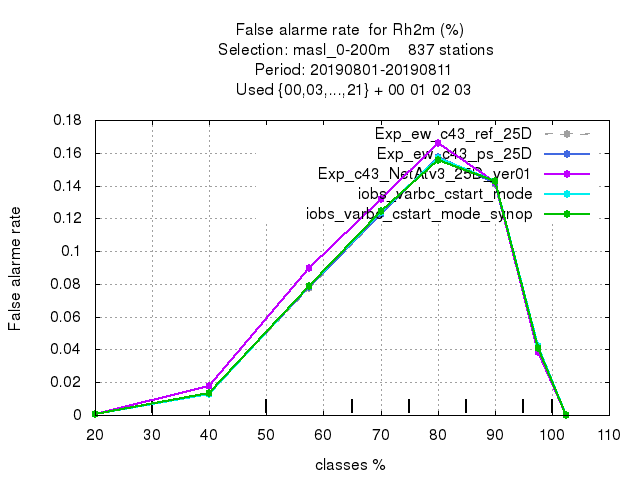 False alarme rate  for Rh2m (%)
Selection: masl_0-200m    837 stations
Period: 20190801-20190811
Used {00,03,...,21} + 00 01 02 03
0.18
0.16
0.14
0.12
0.1
0.08
0.06
0.04
0.02
0
False alarme rate
Exp_ew_c43_ref_25D
Exp_ew_c43_ps_25D
Exp_c43_NetAtv3_25D_ver01
iobs_varbc_cstart_mode
iobs_varbc_cstart_mode_synop
20 30 40 50 60 70 80 90 100 110
classes %